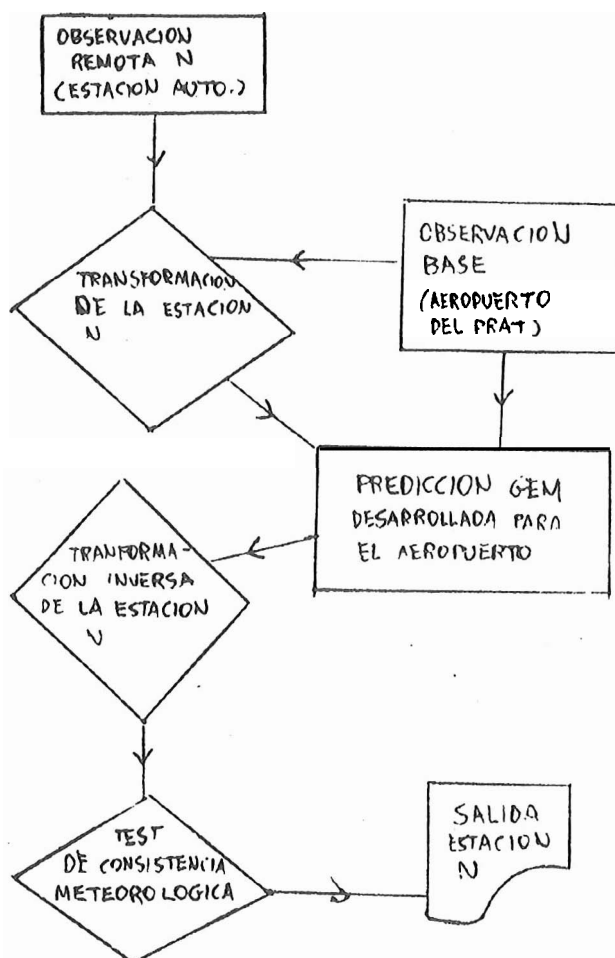 OBSERVACION
REMOTA N
(ESTACION AUTO.)
TRANSFORMACION
DE LA ESTACION
N
OBSERVACION
BASE
(AEROPUERTO
DEL PRAT)
PREDICCION GEM
DESARROLLADA PARA
EL AEROPUERTO
TRANFORMA-
CION INVERSA
DE LA ESTACION
N
TEST
DE CONSISTENCIA
METEOROLOGICA
SALIDA
ESTACION
N